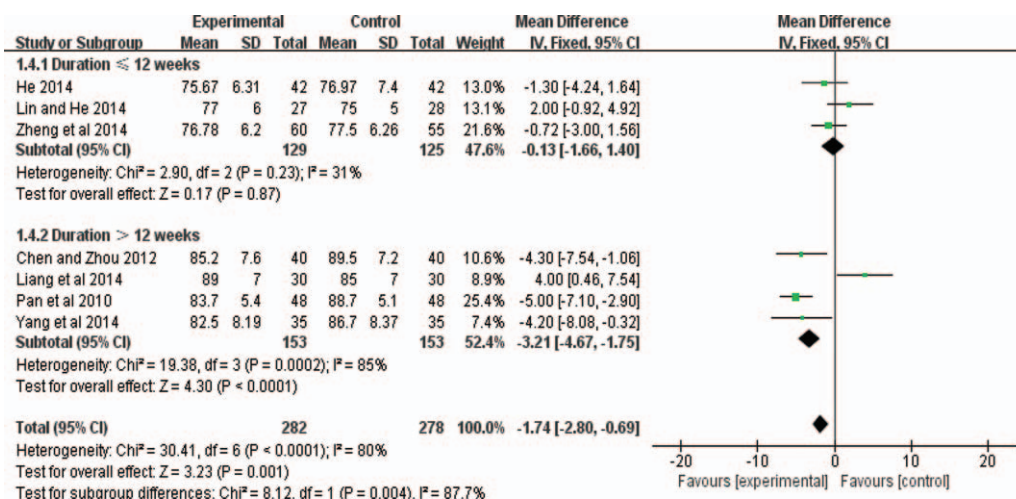 Experimental Control Mean Difference Mean Difference
Study or Subgroup Mean SD Total Mean SD Total Weight IV, Fixed, 95% CI IV, Fixed, 95% CI
1.4.1 Duration ≤ 12 weeks
He 2014 75.67 6.31 42 76.97 7.4 42 13.0% -1.30 [-4.24, 1.64]
Lin and He 2014 77 6 27 75 5 28 13.1% 2.00 [-0.92, 4.92]
Zheng et al 2014 76.78 6.2 60 77.5 6.26 55 21.6% -0.72 [-3.00, 1.56]
Subtotal (95% CI) 129 125 47.6% -0.13 [-1.66, 1.40]
Heterogeneity: Chi² = 2.90, df = 2 (P = 0.23); I² = 31%
Test for overall effect: Z = 0.17 (P = 0.87)
1.4.2 Duration > 12 weeks
Chen and Zhou 2012 85.2 7.6 40 89.5 7.2 40 10.6% -4.30 [-7.54, -1.06]
Liang et al 2014 89 7 30 85 7 30 8.9% 4.00 [0.46, 7.54]
Pan et al 2010 83.7 5.4 48 88.7 5.1 48 25.4% -5.00 [-7.10, -2.90]
Yang et al 2014 82.5 8.19 35 86.7 8.37 35 7.4% -4.20 [-8.08, -0.32]
Subtotal (95% CI) 153 153 52.4% -3.21 [-4.67, -1.75]
Heterogeneity: Chi² = 19.38, df = 3 (P = 0.0002); I² = 85%
Test for overall effect: Z = 4.30 (P < 0.0001)
Total (95% CI) 282 278 100.0% -1.74 [-2.80, -0.69]
Heterogeneity: Chi² = 30.41, df = 6 (P < 0.0001); I² = 80%
Test for overall effect: Z = 3.23 (P = 0.001)
Test for subgroup differences: Chi² = 8.12, df = 1 (P = 0.004), I² = 87.7%
-20 -10 0 10 20
Favours [experimental] Favours [control]